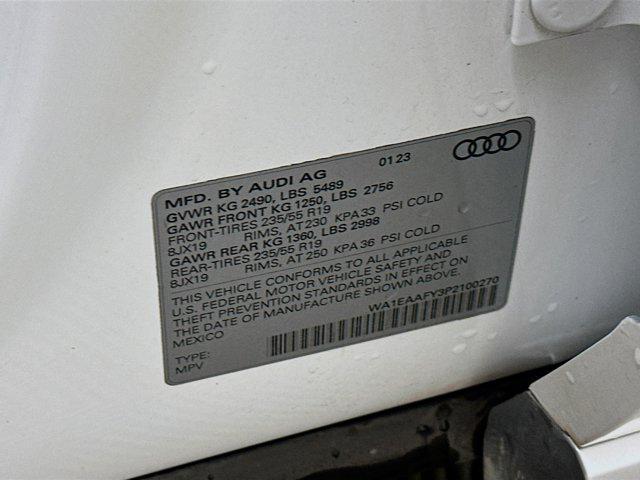 MFD. BY AUDI AG 01 23
GVWR KG 2490, LBS 5489
GAWR FRONT KG 1250, LBS 2756
FRONT-TIRES 235/55 R19
8JX19 RIMS, AT 230 KPA 33 PSI COLD
GAWR REAR KG 1360, LBS 2998
REAR-TIRES 235/55 R19
8JX19 RIMS, AT 250 KPA 36 PSI COLD
THIS VEHICLE CONFORMS TO ALL APPLICABLE
U.S. FEDERAL MOTOR VEHICLE SAFETY AND
THEFT PREVENTION STANDARDS IN EFFECT ON
THE DATE OF MANUFACTURE SHOWN ABOVE.
MEXICO WA1EAAFY3P2100270
TYPE:
MPV